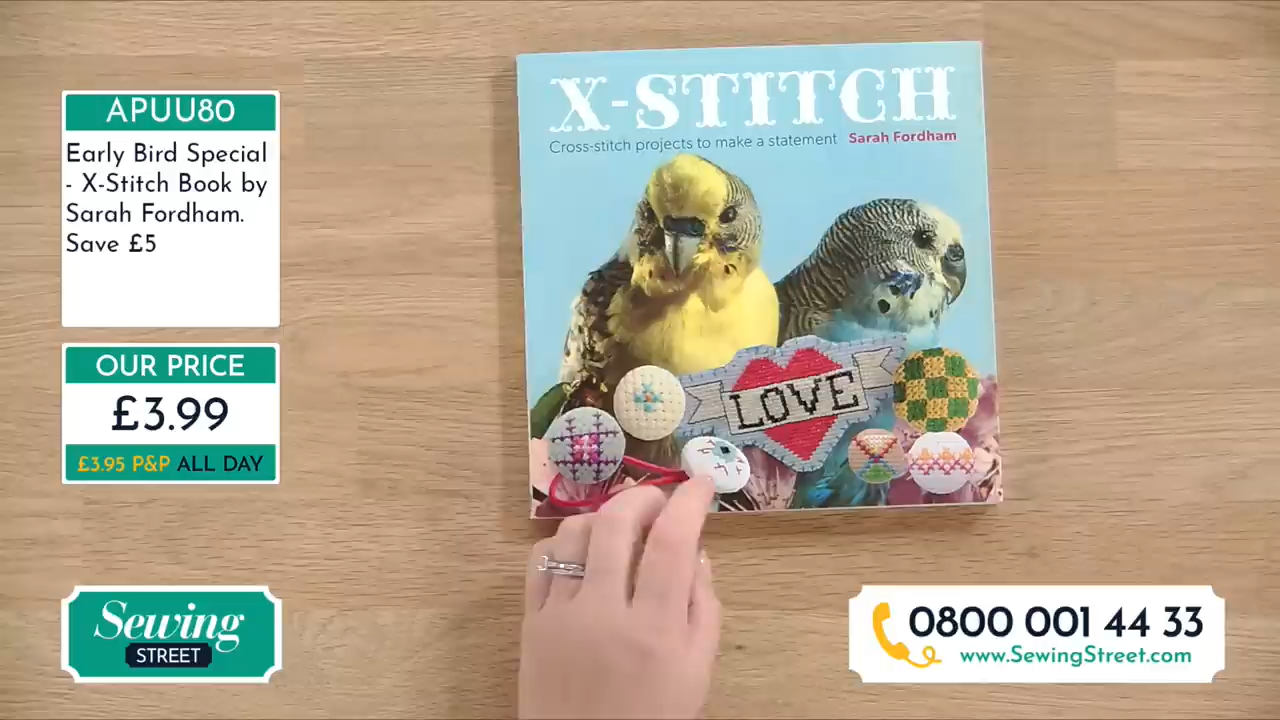 APUU80
Early Bird Special
- X-Stitch Book by
Sarah Fordham.
Save £5
OUR PRICE
£3.99
£3.95 P&P ALL DAY
Sewing
STREET
X-STITCH
Cross-stitch projects to make a statement Sarah Fordham
LOVE
0800 001 44 33
www.SewingStreet.com